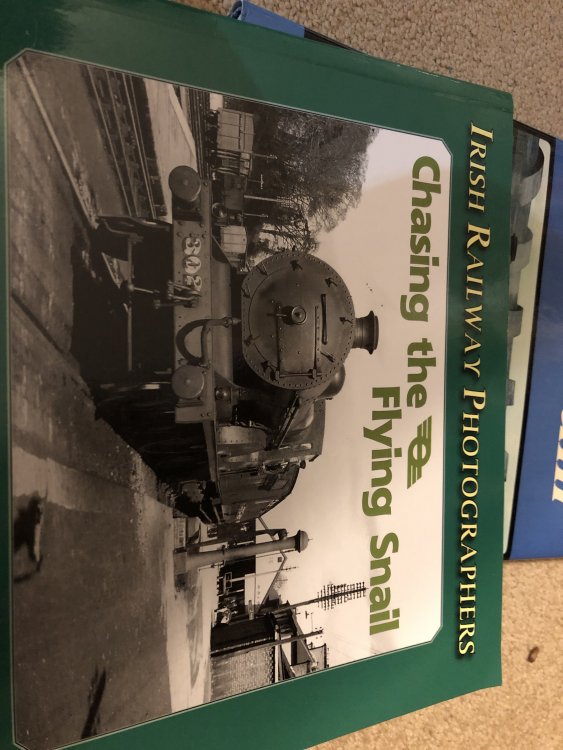 IRISH RAILWAY PHOTOGRAPHERS
Chasing the
Flying Snail